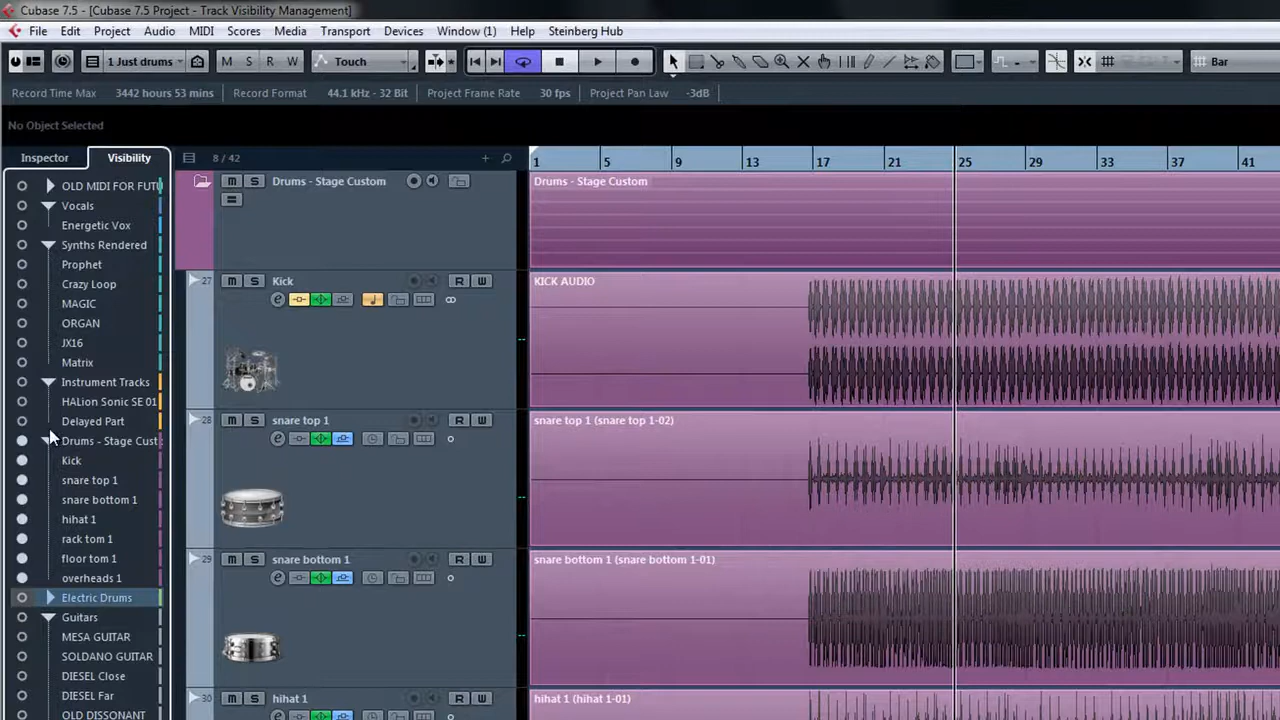 Cubase 7.5 - [Cubase 7.5 Project - Track Visibility Management]
File Edit Project Audio MIDI Scores Media Transport Devices Window (1) Help Steinberg Hub
1 Just drums M S R W Touch Bar
Record Time Max 3442 hours 53 mins Record Format 44.1 kHz - 32 Bit Project Frame Rate 30 fps Project Pan Law -3dB
No Object Selected
Inspector Visibility 8 / 42 1 5 9 13 17 21 25 29 33 37 41
OLD MIDI FOR FUTU
Vocals
Energetic Vox
Synths Rendered
Prophet
Crazy Loop
MAGIC
ORGAN
JX16
Matrix
Instrument Tracks
HALion Sonic SE 01
Delayed Part
Drums - Stage Cust
Kick
snare top 1
snare bottom 1
hihat 1
rack tom 1
floor tom 1
overheads 1
Electric Drums
Guitars
MESA GUITAR
SOLDANO GUITAR
DIESEL Close
DIESEL Far
OLD DISSONANT
M S Drums - Stage Custom
27 M S Kick R W
e
28 M S snare top 1 R W
e
29 M S snare bottom 1 R W
e
30 M S hihat 1 R W
e
Drums - Stage Custom
KICK AUDIO
snare top 1 (snare top 1-02)
snare bottom 1 (snare bottom 1-01)
hihat 1 (hihat 1-01)